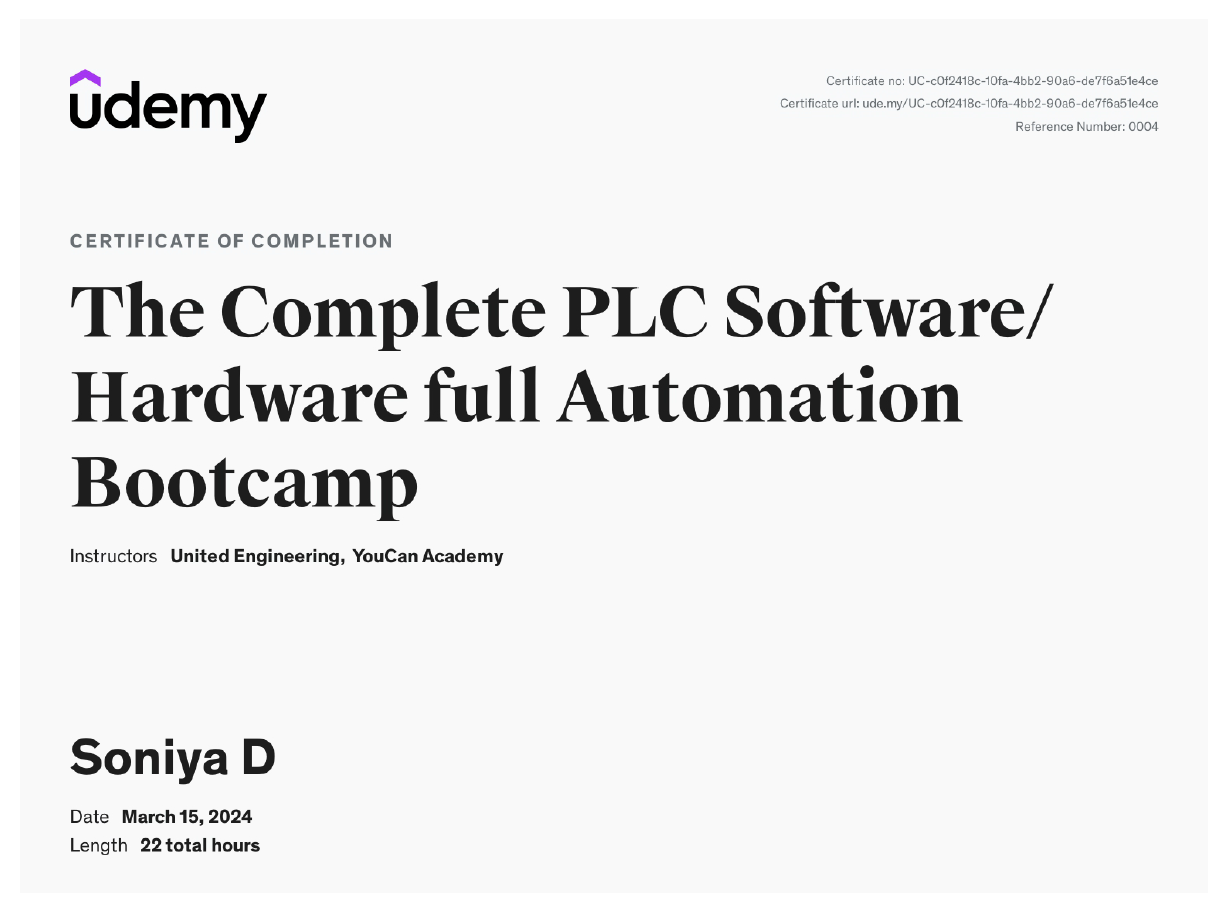 udemy
Certificate no: UC-c0f2418c-10fa-4bb2-90a6-de7f6a51e4ce
Certificate url: ude.my/UC-c0f2418c-10fa-4bb2-90a6-de7f6a51e4ce
Reference Number: 0004
CERTIFICATE OF COMPLETION
The Complete PLC Software/
Hardware full Automation
Bootcamp
Instructors United Engineering, YouCan Academy
Soniya D
Date March 15, 2024
Length 22 total hours